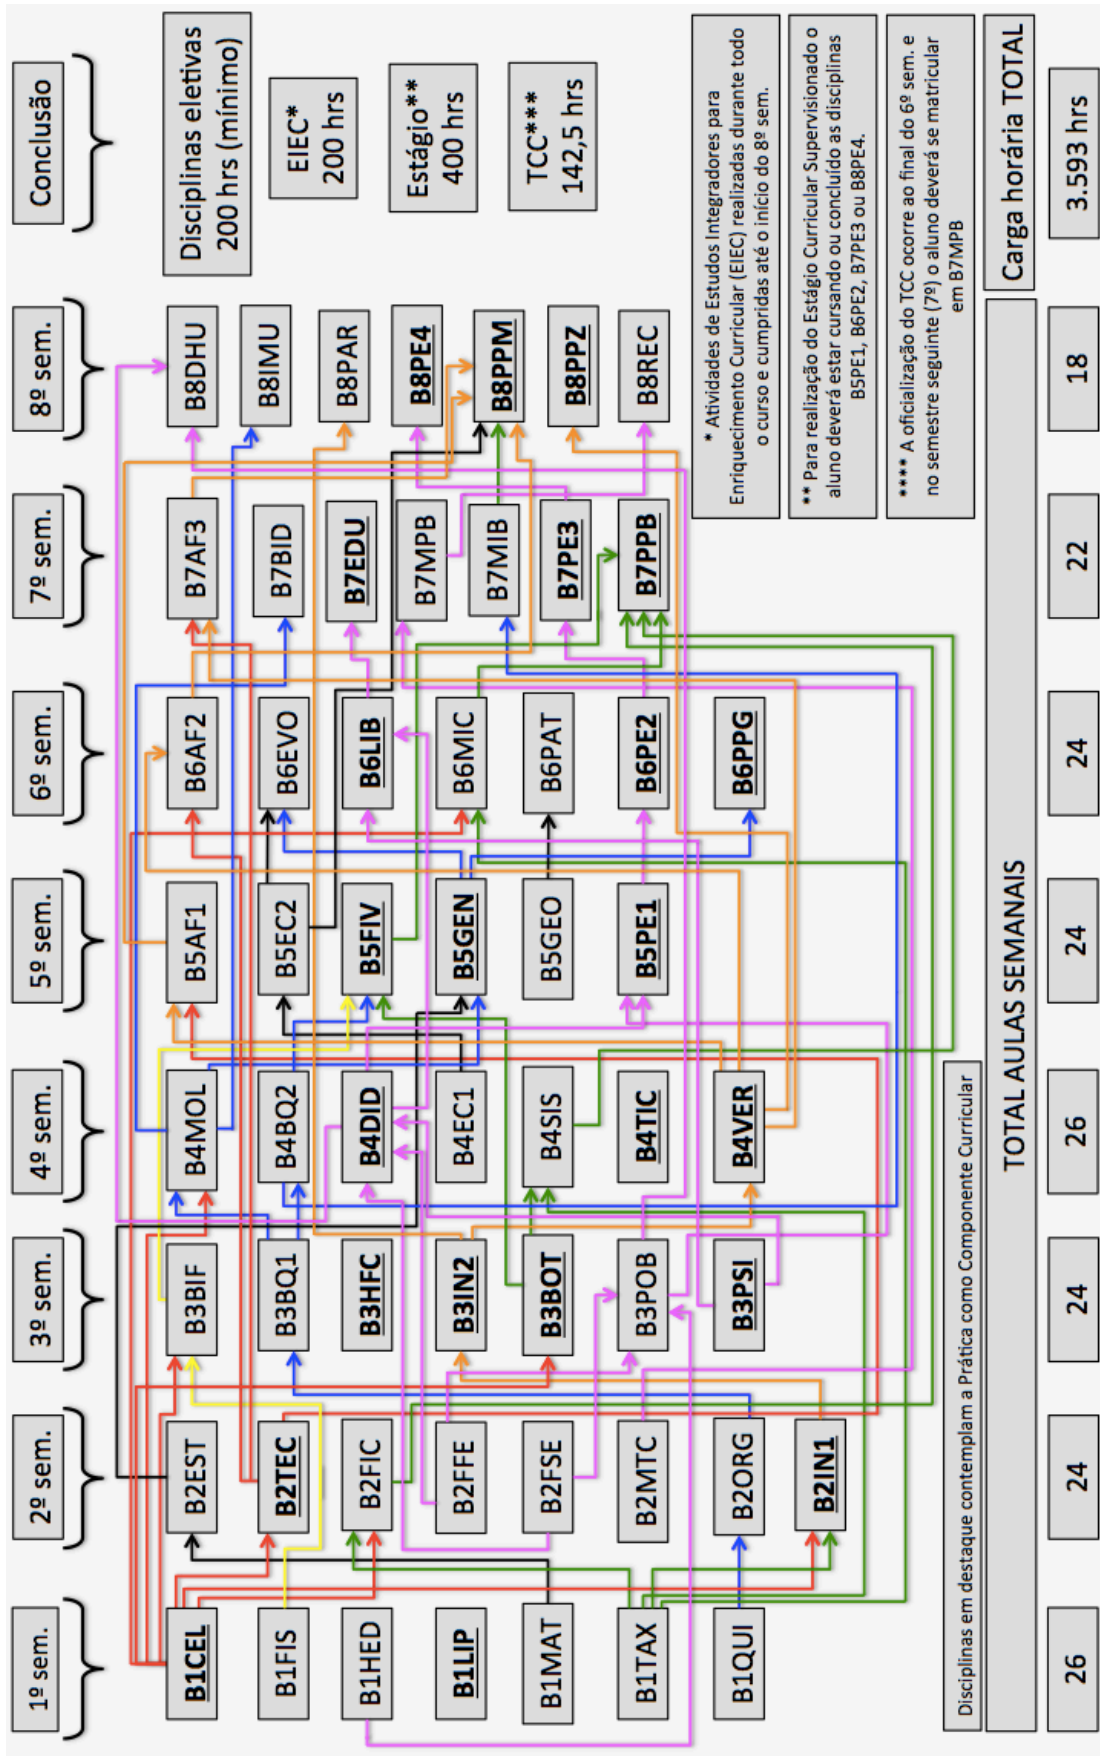 1º sem.
2º sem.
3º sem.
4º sem.
5º sem.
6º sem.
7º sem.
8º sem.
Conclusão
B1CEL
B1FIS
B1HED
B1LIP
B1MAT
B1TAX
B1QUI
B2EST
B2TEC
B2FIC
B2FFE
B2FSE
B2MTC
B2ORG
B2IN1
B3BIF
B3BQ1
B3HFC
B3IN2
B3BOT
B3POB
B3PSI
B4MOL
B4BQ2
B4DID
B4EC1
B4SIS
B4TIC
B4VER
B5AF1
B5EC2
B5FIV
B5GEN
B5GEO
B5PE1
B6AF2
B6EVO
B6LIB
B6MIC
B6PAT
B6PE2
B6PPG
B7AF3
B7BID
B7EDU
B7MPB
B7MIB
B7PE3
B7PPB
B8DHU
B8IMU
B8PAR
B8PE4
B8PPM
B8PPZ
B8REC
Disciplinas eletivas
200 hrs (mínimo)
EIEC*
200 hrs
Estágio**
400 hrs
TCC***
142,5 hrs
* Atividades de Estudos Integradores para
Enriquecimento Curricular (EIEC) realizadas durante todo
o curso e cumpridas até o início do 8º sem.
** Para realização do Estágio Curricular Supervisionado o
aluno deverá estar cursando ou concluído as disciplinas
B5PE1, B6PE2, B7PE3 ou B8PE4.
**** A oficialização do TCC ocorre ao final do 6º sem. e
no semestre seguinte (7º) o aluno deverá se matricular
em B7MPB
Disciplinas em destaque contemplam a Prática como Componente Curricular
TOTAL AULAS SEMANAIS
Carga horária TOTAL
26
24
24
26
24
24
22
18
3.593 hrs